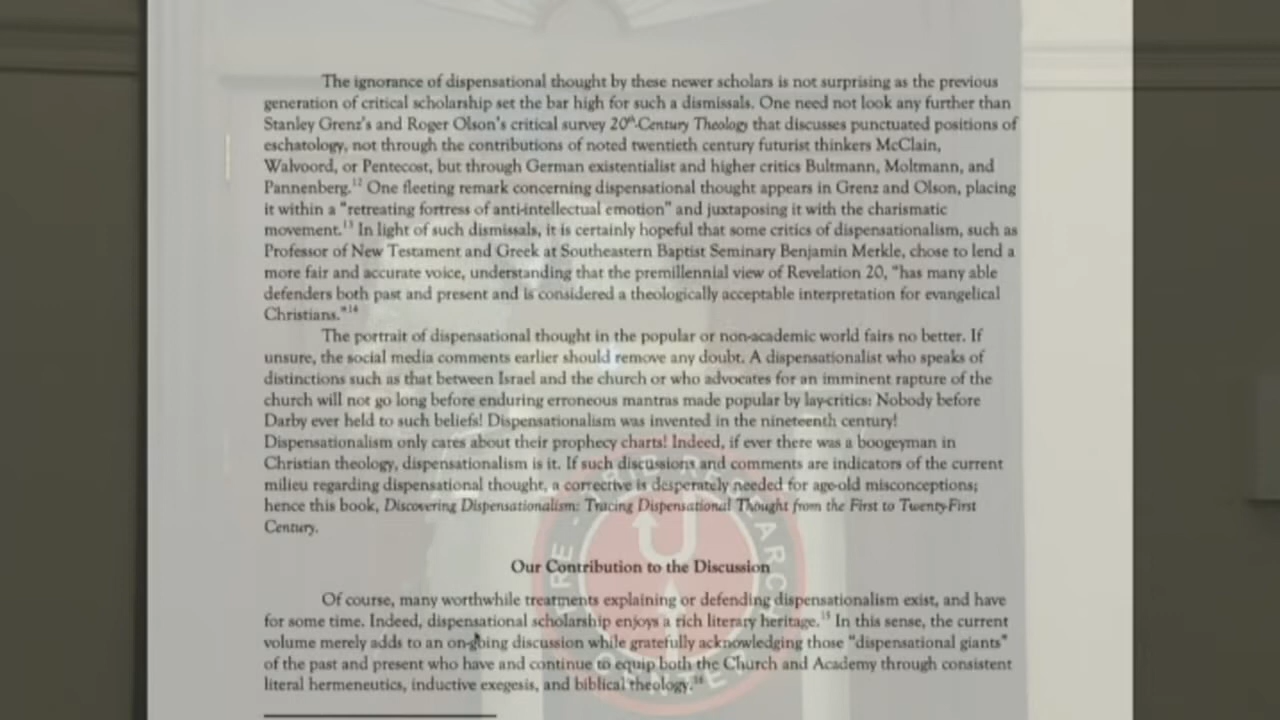 The ignorance of dispensational thought by these newer scholars is not surprising as the previous
generation of critical scholarship set the bar high for such a dismissals. One need not look any further than
Stanley Grenz's and Roger Olson's critical survey 20th-Century Theology that discusses punctuated positions of
eschatology, not through the contributions of noted twentieth century futurist thinkers McClain,
Walvoord, or Pentecost, but through German existentialist and higher critics Bultmann, Moltmann, and
Pannenberg.12 One fleeting remark concerning dispensational thought appears in Grenz and Olson, placing
it within a "retreating fortress of anti-intellectual emotion" and juxtaposing it with the charismatic
movement.13 In light of such dismissals, it is certainly hopeful that some critics of dispensationalism, such as
Professor of New Testament and Greek at Southeastern Baptist Seminary Benjamin Merkle, chose to lend a
more fair and accurate voice, understanding that the premillennial view of Revelation 20, "has many able
defenders both past and present and is considered a theologically acceptable interpretation for evangelical
Christians."14
The portrait of dispensational thought in the popular or non-academic world fairs no better. If
unsure, the social media comments earlier should remove any doubt. A dispensationalist who speaks of
distinctions such as that between Israel and the church or who advocates for an imminent rapture of the
church will not go long before enduring erroneous mantras made popular by lay-critics: Nobody before
Darby ever held to such beliefs! Dispensationalism was invented in the nineteenth century!
Dispensationalism only cares about their prophecy charts! Indeed, if ever there was a boogeyman in
Christian theology, dispensationalism is it. If such discussions and comments are indicators of the current
milieu regarding dispensational thought, a corrective is desperately needed for age-old misconceptions;
hence this book, Discovering Dispensationalism: Tracing Dispensational Thought from the First to Twenty-First
Century.
Our Contribution to the Discussion
Of course, many worthwhile treatments explaining or defending dispensationalism exist, and have
for some time. Indeed, dispensational scholarship enjoys a rich literary heritage.15 In this sense, the current
volume merely adds to an on-going discussion while gratefully acknowledging those "dispensational giants"
of the past and present who have and continue to equip both the Church and Academy through consistent
literal hermeneutics, inductive exegesis, and biblical theology.16